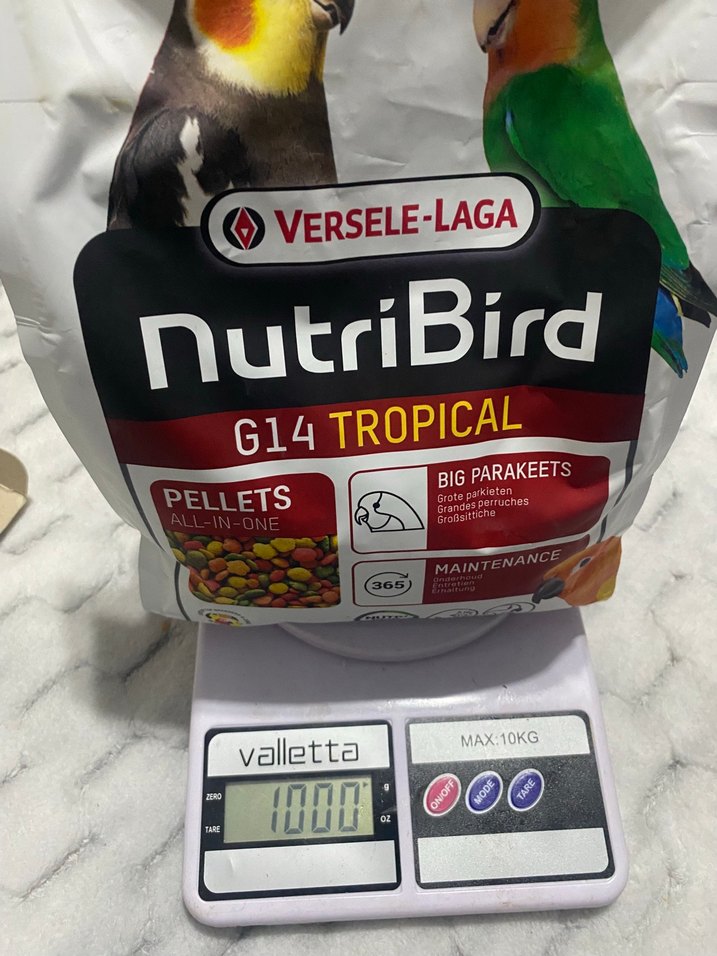 VERSELE-LAGA
NutriBird
G14 TROPICAL
PELLETS
ALL-IN-ONE
BIG PARAKEETS
Grote parkieten
Grandes perruches
Großsittiche
365
MAINTENANCE
Onderhoud
Entretien
Erhaltung
valletta
MAX:10KG
ZERO
TARE
1000
g
OZ
ON/OFF
MODE
TARE